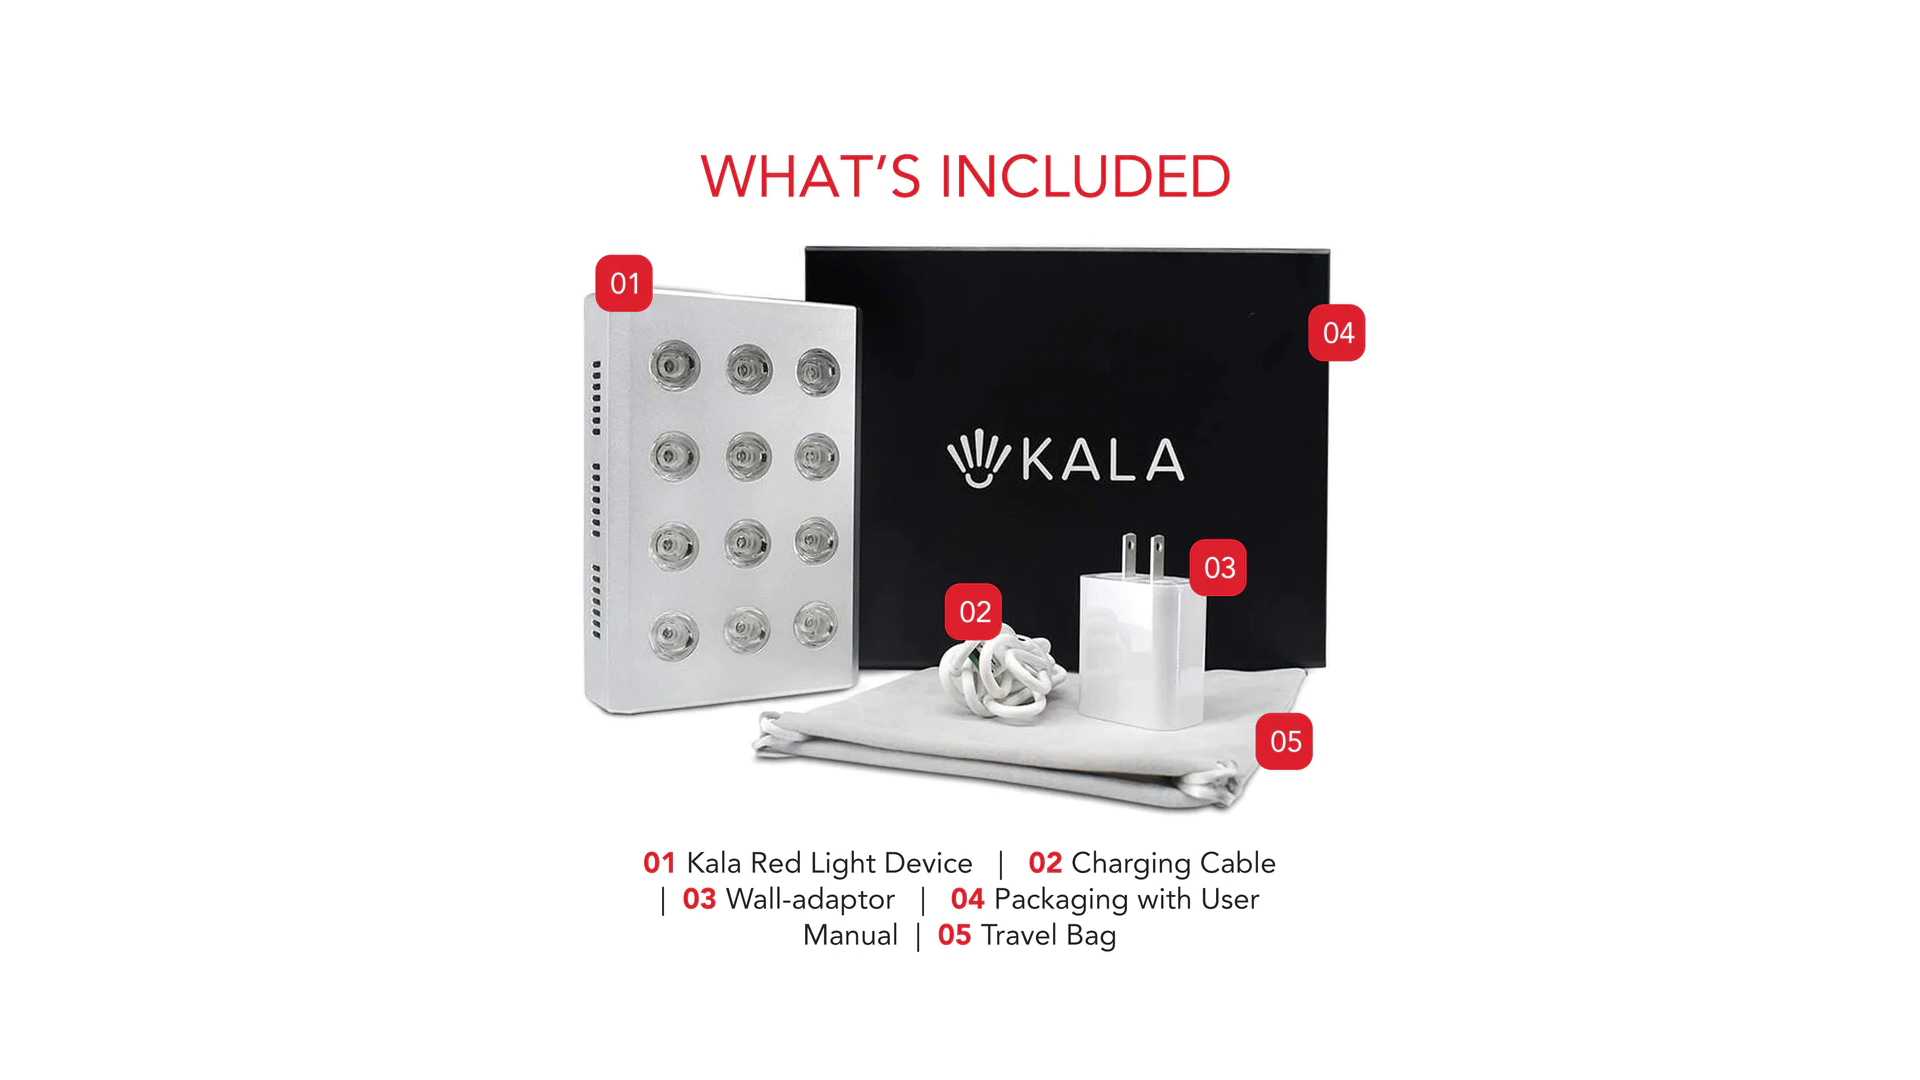 WHAT'S INCLUDED
01
04
KALA
03
02
05
01 Kala Red Light Device | 02 Charging Cable
| 03 Wall-adaptor | 04 Packaging with User
Manual | 05 Travel Bag